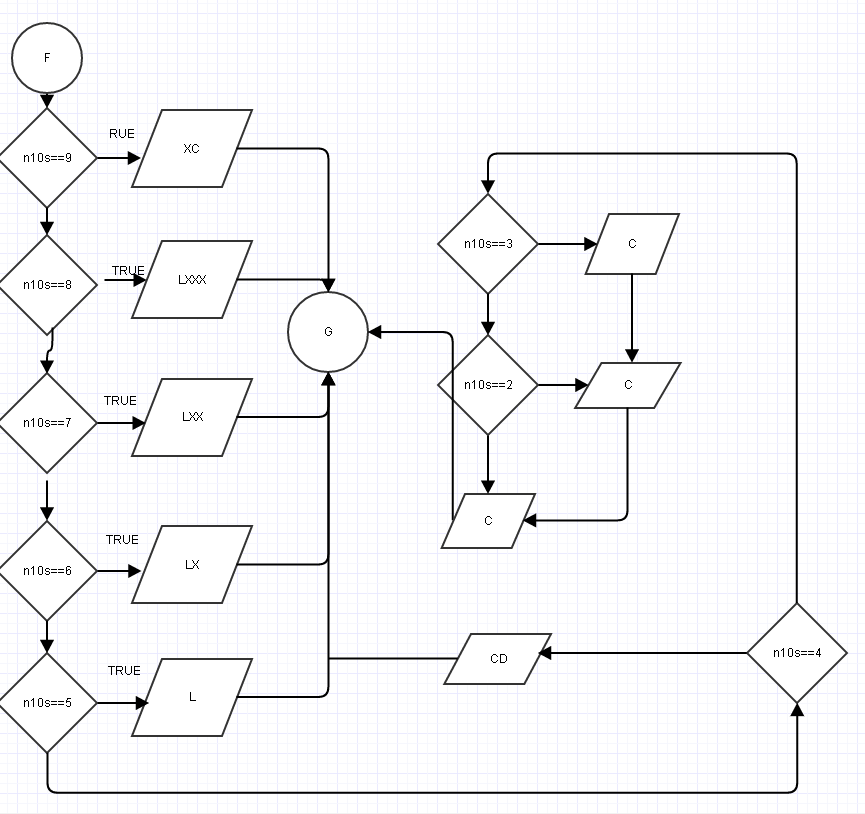 F
n10s==9
RUE
XC
n10s==8
TRUE
LXXX
G
n10s==7
TRUE
LXX
n10s==6
TRUE
LX
n10s==5
TRUE
L
n10s==3
C
n10s==2
C
C
CD
n10s==4